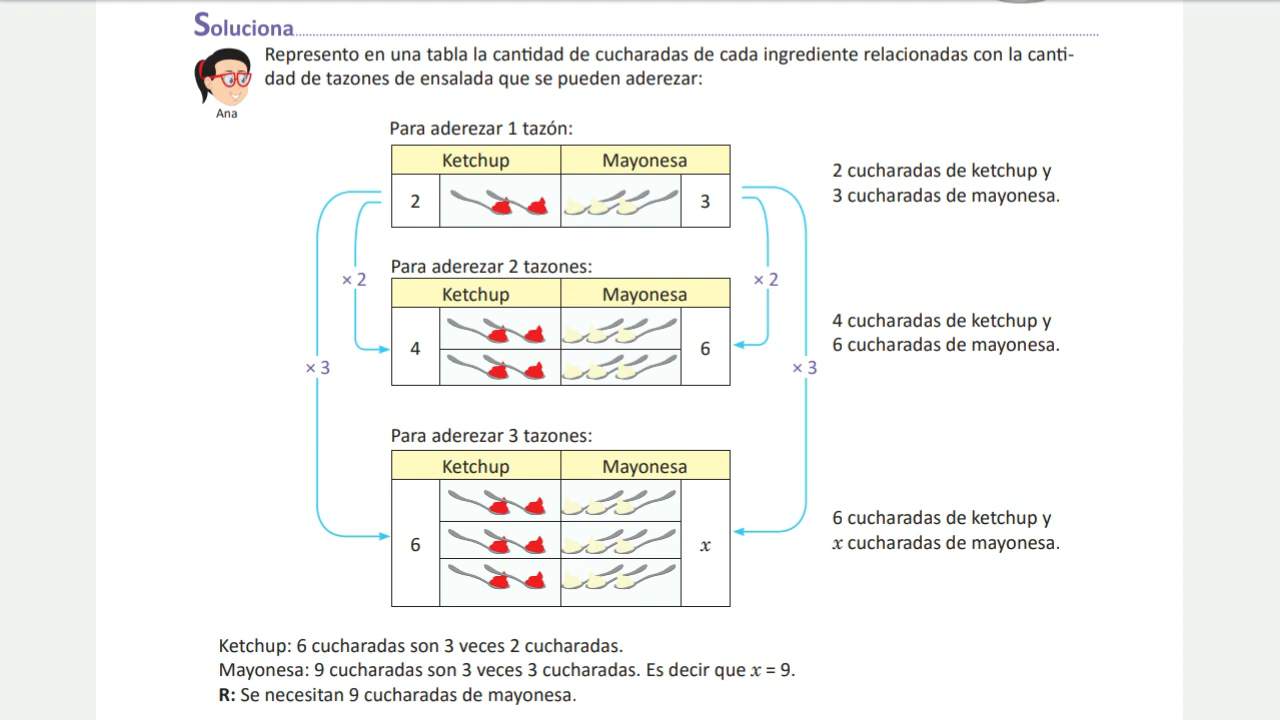 Soluciona
Represento en una tabla la cantidad de cucharadas de cada ingrediente relacionadas con la canti-
dad de tazones de ensalada que se pueden aderezar:
Ana
Para aderezar 1 tazón:
Ketchup Mayonesa
2 3
2 cucharadas de ketchup y
3 cucharadas de mayonesa.
× 2 × 2
Para aderezar 2 tazones:
Ketchup Mayonesa
4 6
4 cucharadas de ketchup y
6 cucharadas de mayonesa.
× 3 × 3
Para aderezar 3 tazones:
Ketchup Mayonesa
6 x
6 cucharadas de ketchup y
x cucharadas de mayonesa.
Ketchup: 6 cucharadas son 3 veces 2 cucharadas.
Mayonesa: 9 cucharadas son 3 veces 3 cucharadas. Es decir que x = 9.
R: Se necesitan 9 cucharadas de mayonesa.